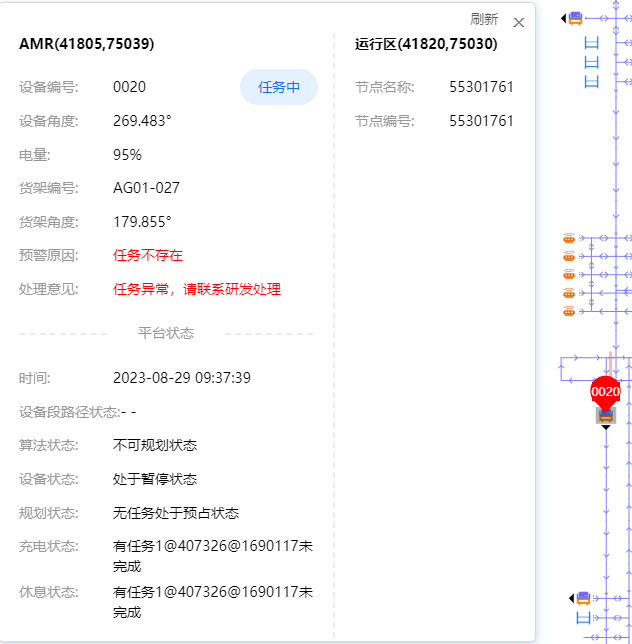 刷新
AMR(41805,75039)
运行区(41820,75030)
设备编号: 0020 任务中
节点名称: 55301761
设备角度: 269.483°
节点编号: 55301761
电量: 95%
货架编号: AG01-027
货架角度: 179.855°
预警原因: 任务不存在
处理意见: 任务异常，请联系研发处理
平台状态
时间: 2023-08-29 09:37:39
设备段路径状态:- -
算法状态: 不可规划状态
设备状态: 处于暂停状态
规划状态: 无任务处于预占状态
充电状态: 有任务1@407326@1690117未
完成
休息状态: 有任务1@407326@1690117未
完成
0020